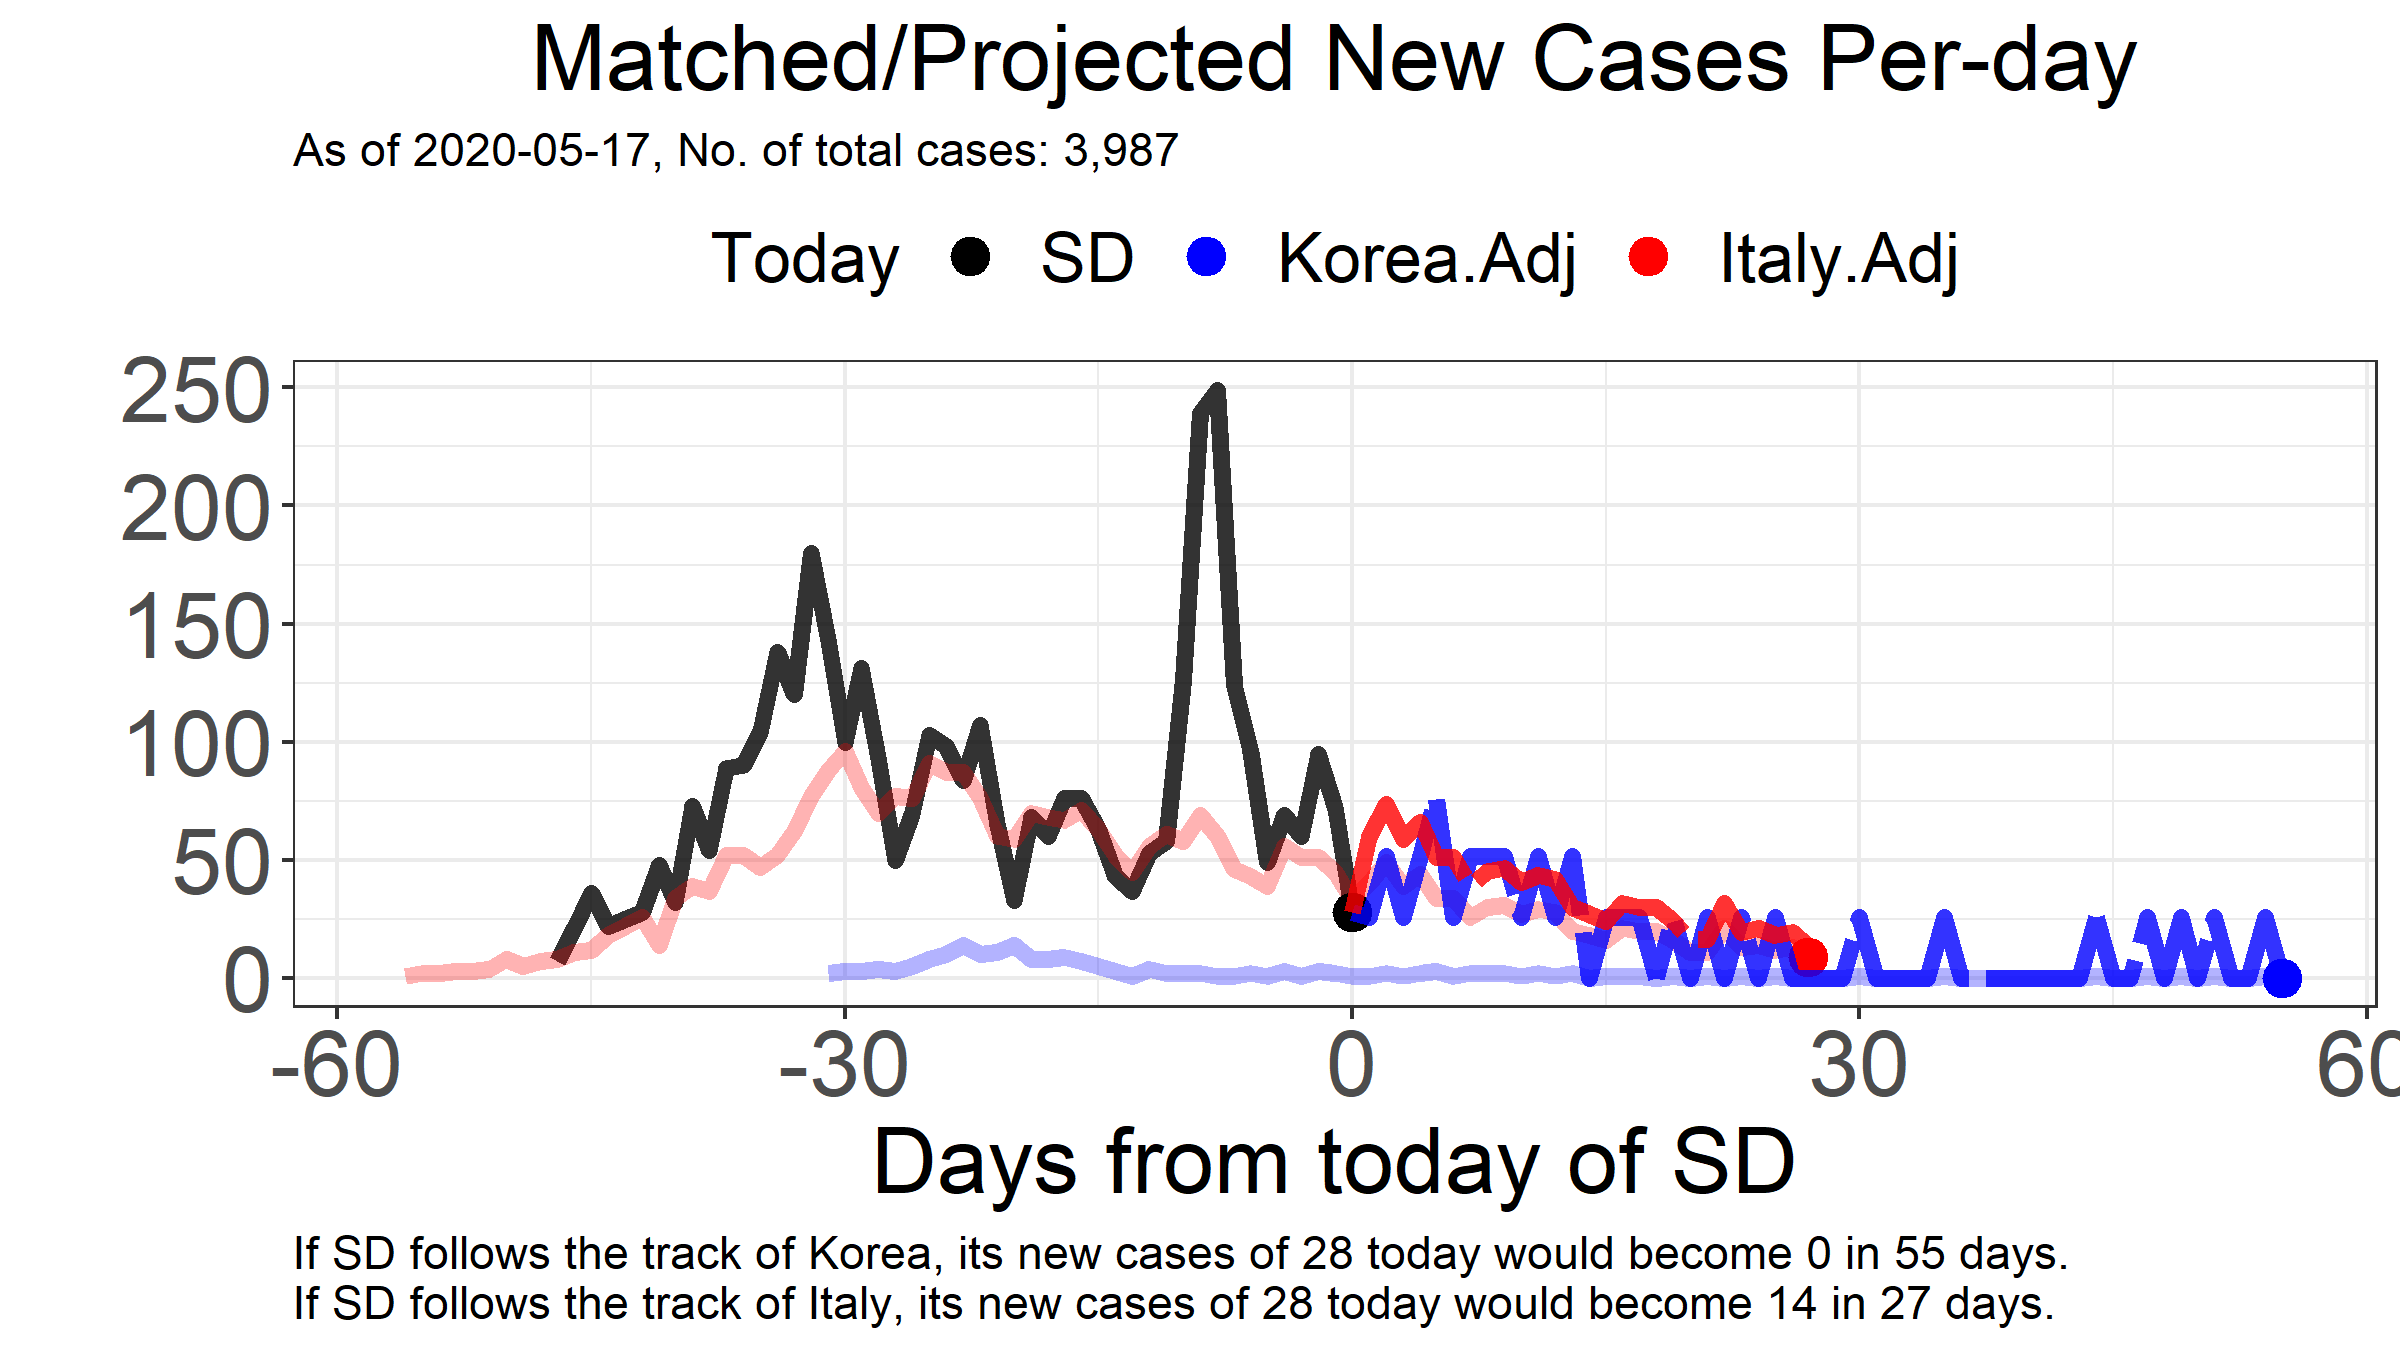 Matched/Projected New Cases Per-day
As of 2020-05-17, No. of total cases: 3,987
Today SD Korea.Adj Italy.Adj
250
200
150
100
50
0
-60 -30 0 30 60
Days from today of SD
If SD follows the track of Korea, its new cases of 28 today would become 0 in 55 days.
If SD follows the track of Italy, its new cases of 28 today would become 14 in 27 days.